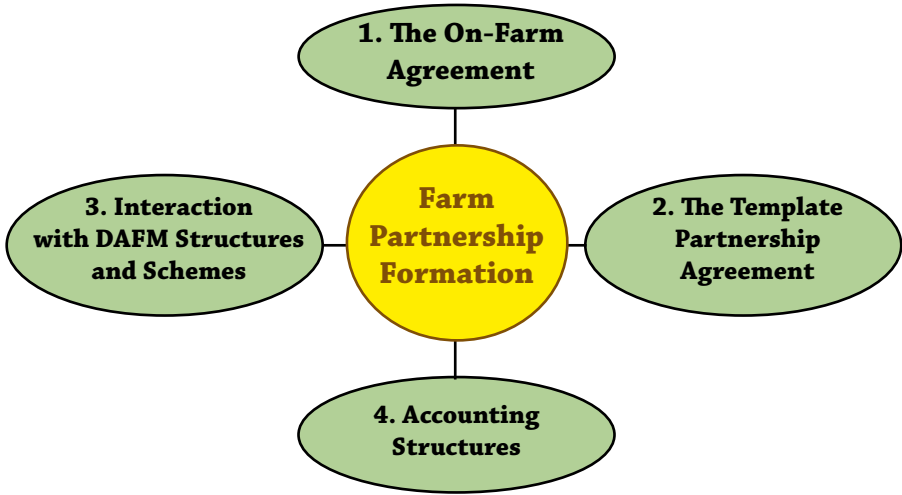 1. The On-Farm
Agreement
3. Interaction
with DAFM Structures
and Schemes
Farm
Partnership
Formation
2. The Template
Partnership
Agreement
4. Accounting
Structures